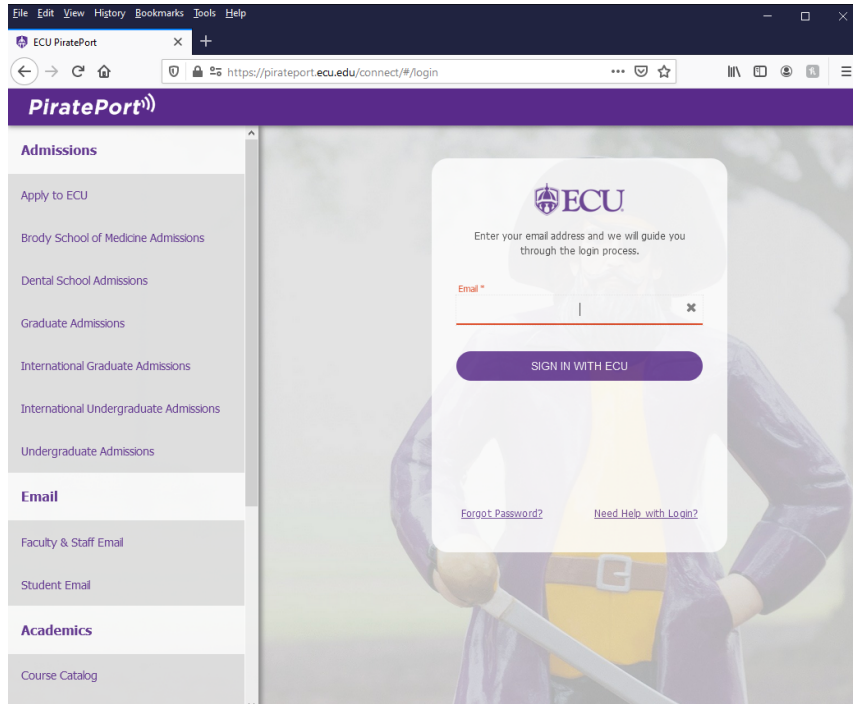 File Edit View History Bookmarks Tools Help
ECU PiratePort
https://pirateport.ecu.edu/connect/#/login
PiratePort
Admissions
Apply to ECU
Brody School of Medicine Admissions
Dental School Admissions
Graduate Admissions
International Graduate Admissions
International Undergraduate Admissions
Undergraduate Admissions
Email
Faculty & Staff Email
Student Email
Academics
Course Catalog
ECU
Enter your email address and we will guide you
through the login process.
Email *
SIGN IN WITH ECU
Forgot Password? Need Help with Login?